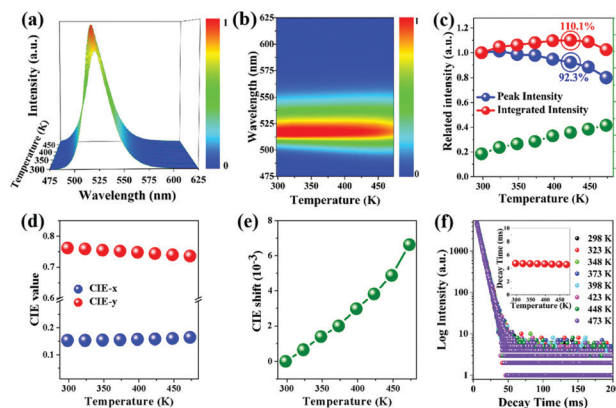 (a)
Intensity (a.u.)
Temperature (K)
450
425
400
375
350
325
300
475 500 525 550 575 600 625
Wavelength (nm)
1
0
(b)
Wavelength (nm)
625
600
575
550
525
500
475
300 350 400 450
Temperature (K)
1
0
(c)
Related intensity (a.u.)
1.2
1.0
0.8
0.6
0.4
0.2
0.0
110.1%
92.3%
Peak Intensity
Integrated Intensity
300 350 400 450
Temperature (K)
(d)
CIE value
0.8
0.7
0.2
0.1
CIE-x
CIE-y
300 350 400 450
Temperature (K)
(e)
CIE shift (10⁻³)
8
6
4
2
0
300 350 400 450
Temperature (K)
(f)
Log Intensity (a.u.)
1000
100
10
1
Decay Time (ms)
10
5
0
300 350 400 450
Temperature (K)
298 K
323 K
348 K
373 K
398 K
423 K
448 K
473 K
0 50 100 150 200
Decay Time (ms)